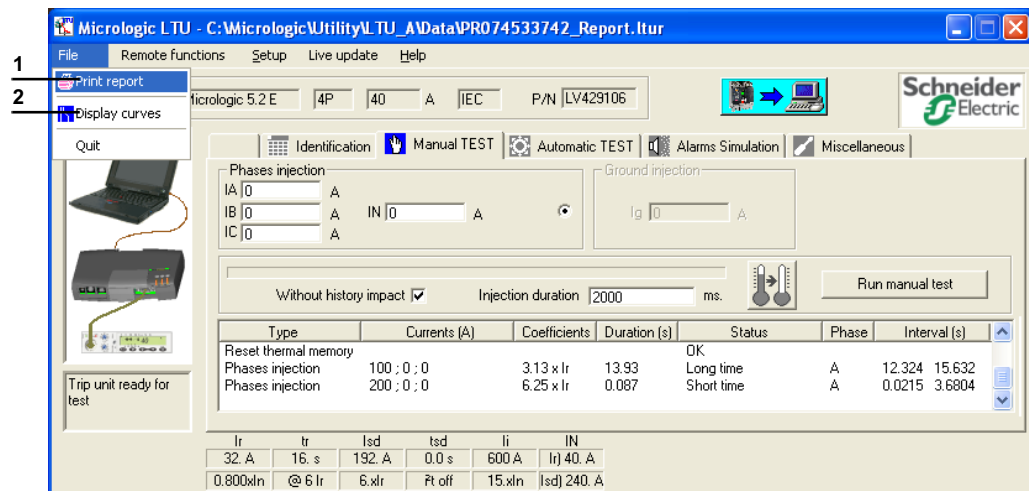 Micrologic LTU - C:\Micrologic\Utility\LTU_A\Data\PR074533742_Report.ltur
File Remote functions Setup Live update Help
1
Print report
2
Display curves
Quit
Micrologic 5.2 E 4P 40 A IEC P/N LV429106
Schneider
Electric
Identification Manual TEST Automatic TEST Alarms Simulation Miscellaneous
Phases injection Ground injection
IA 0 A
IB 0 A IN 0 A Ig 0 A
IC 0 A
Without history impact Injection duration 2000 ms. Run manual test
Type Currents (A) Coefficients Duration (s) Status Phase Interval (s)
Reset thermal memory OK
Phases injection 100 ; 0 ; 0 3.13 x Ir 13.93 Long time A 12.324 15.632
Phases injection 200 ; 0 ; 0 6.25 x Ir 0.087 Short time A 0.0215 3.6804
Trip unit ready for
test
Ir tr Isd tsd Ii IN
32. A 16. s 192. A 0.0 s 600 A Ir) 40. A
0.800xIn @ 6 Ir 6.xIr I²t off 15.xIn Isd) 240. A